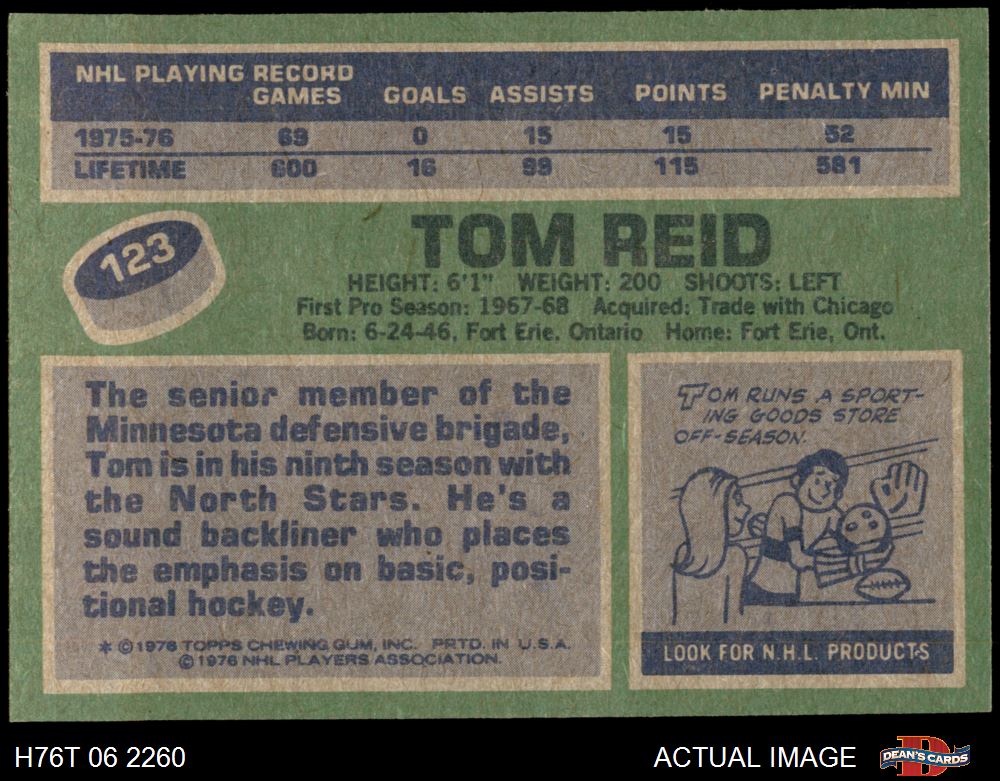 NHL PLAYING RECORD
GAMES GOALS ASSISTS POINTS PENALTY MIN
1975-76 69 0 15 15 52
LIFETIME 600 16 99 115 581
123
TOM REID
HEIGHT: 6'1" WEIGHT: 200 SHOOTS: LEFT
First Pro Season: 1967-68 Acquired: Trade with Chicago
Born: 6-24-46, Fort Erie, Ontario Home: Fort Erie, Ont.
The senior member of the
Minnesota defensive brigade,
Tom is in his ninth season with
the North Stars. He's a
sound backliner who places
the emphasis on basic, posi-
tional hockey.
* © 1976 TOPPS CHEWING GUM, INC. PRTD. IN U.S.A.
© 1976 NHL PLAYERS ASSOCIATION.
TOM RUNS A SPORT-
ING GOODS STORE
OFF-SEASON.
LOOK FOR N.H.L. PRODUCTS
H76T 06 2260
ACTUAL IMAGE
DEAN'S CARDS